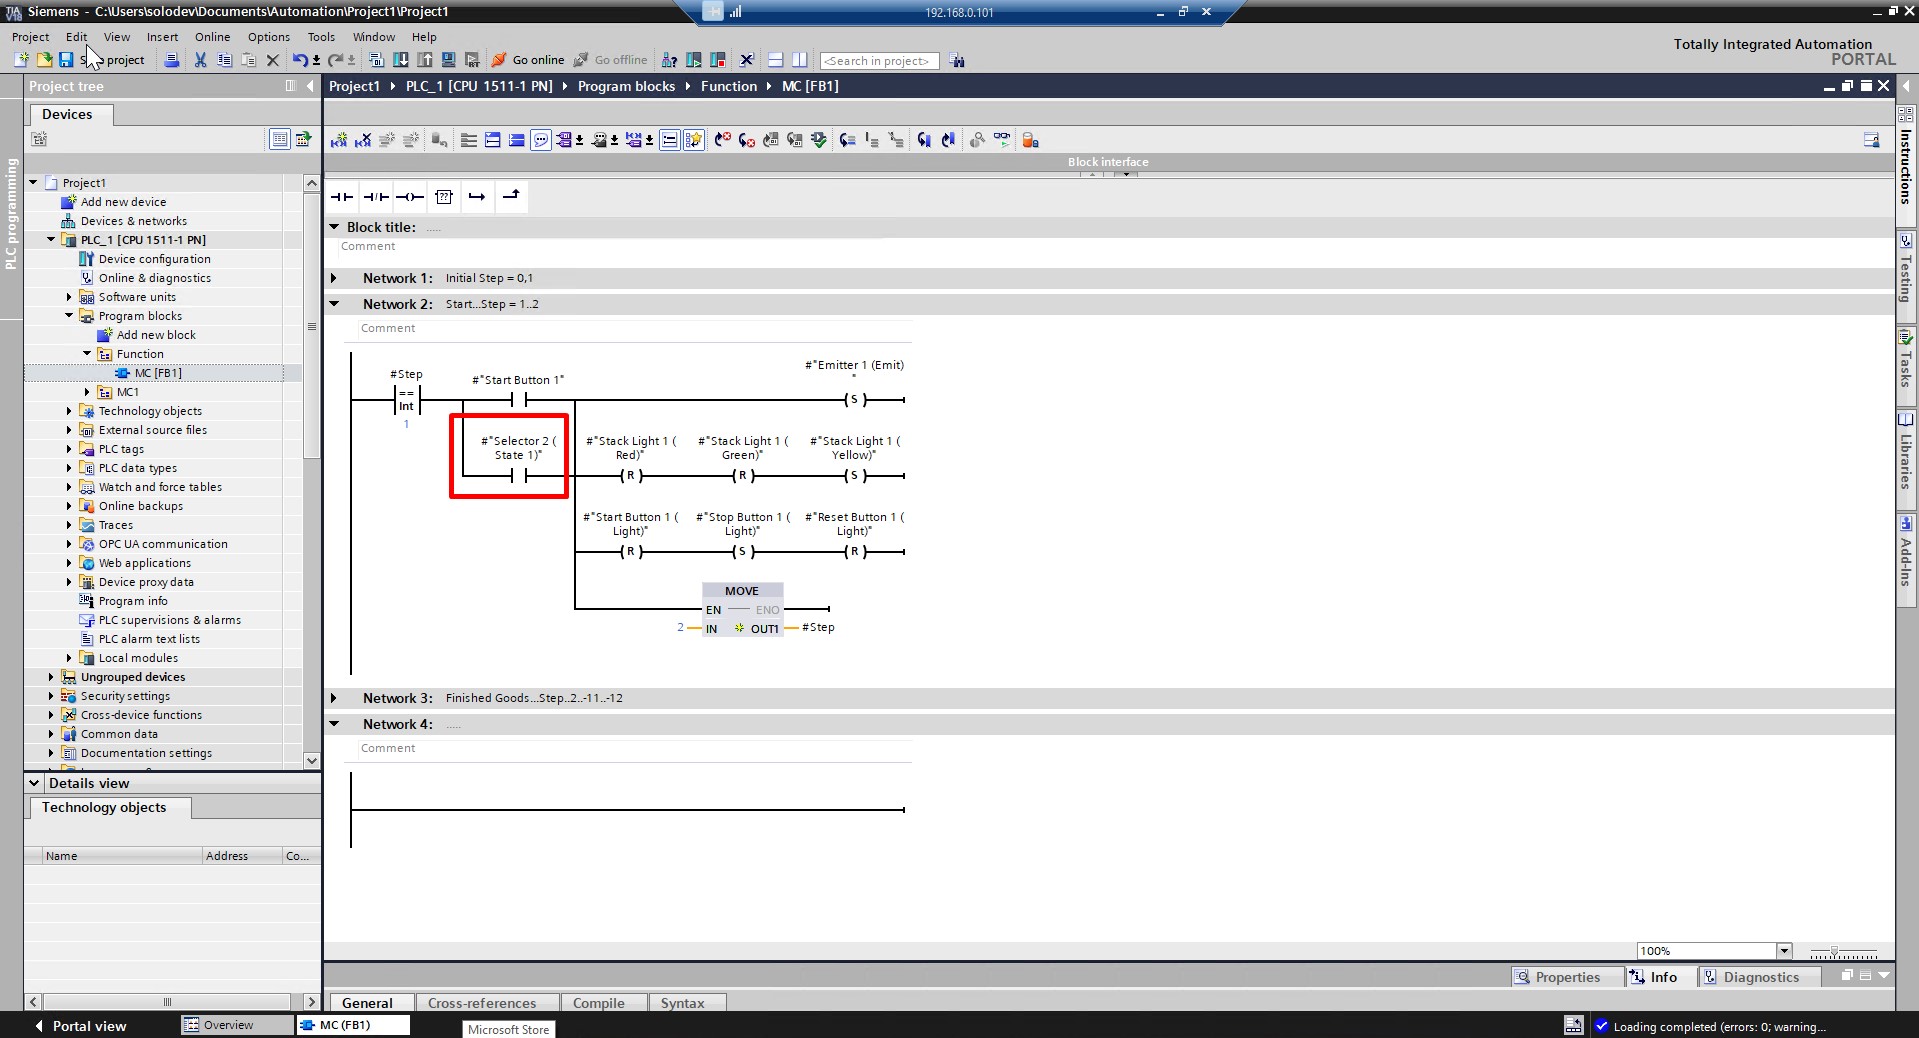 Siemens - C:\Users\solodev\Documents\Automation\Project1\Project1
192.168.0.101
Project Edit View Insert Online Options Tools Window Help
Totally Integrated Automation
PORTAL
project Go online Go offline <Search in project>
Project tree
Project1 PLC_1 [CPU 1511-1 PN] Program blocks Function MC [FB1]
Devices
Block interface
PLC programming
Project1
Add new device
Devices & networks
PLC_1 [CPU 1511-1 PN]
Device configuration
Online & diagnostics
Software units
Program blocks
Add new block
Function
MC [FB1]
MC1
Technology objects
External source files
PLC tags
PLC data types
Watch and force tables
Online backups
Traces
OPC UA communication
Web applications
Device proxy data
Program info
PLC supervisions & alarms
PLC alarm text lists
Local modules
Ungrouped devices
Security settings
Cross-device functions
Common data
Documentation settings
Details view
Technology objects
Name Address Co...
??
Block title: .....
Comment
Network 1: Initial Step = 0,1
Network 2: Start...Step = 1..2
Comment
#Step
==
Int
1
#"Start Button 1"
#"Emitter 1 (Emit)
"
S
#"Selector 2 (
State 1)"
#"Stack Light 1 (
Red)"
R
#"Stack Light 1 (
Green)"
R
#"Stack Light 1 (
Yellow)"
S
#"Start Button 1 (
Light)"
R
#"Stop Button 1 (
Light)"
S
#"Reset Button 1 (
Light)"
R
MOVE
EN ENO
2 IN OUT1 #Step
Network 3: Finished Goods...Step..2..-11..-12
Network 4: .....
Comment
100%
Properties Info Diagnostics
General Cross-references Compile Syntax
Instructions
Testing
Tasks
Libraries
Add-Ins
Portal view Overview MC (FB1)
Microsoft Store
Loading completed (errors: 0; warning...